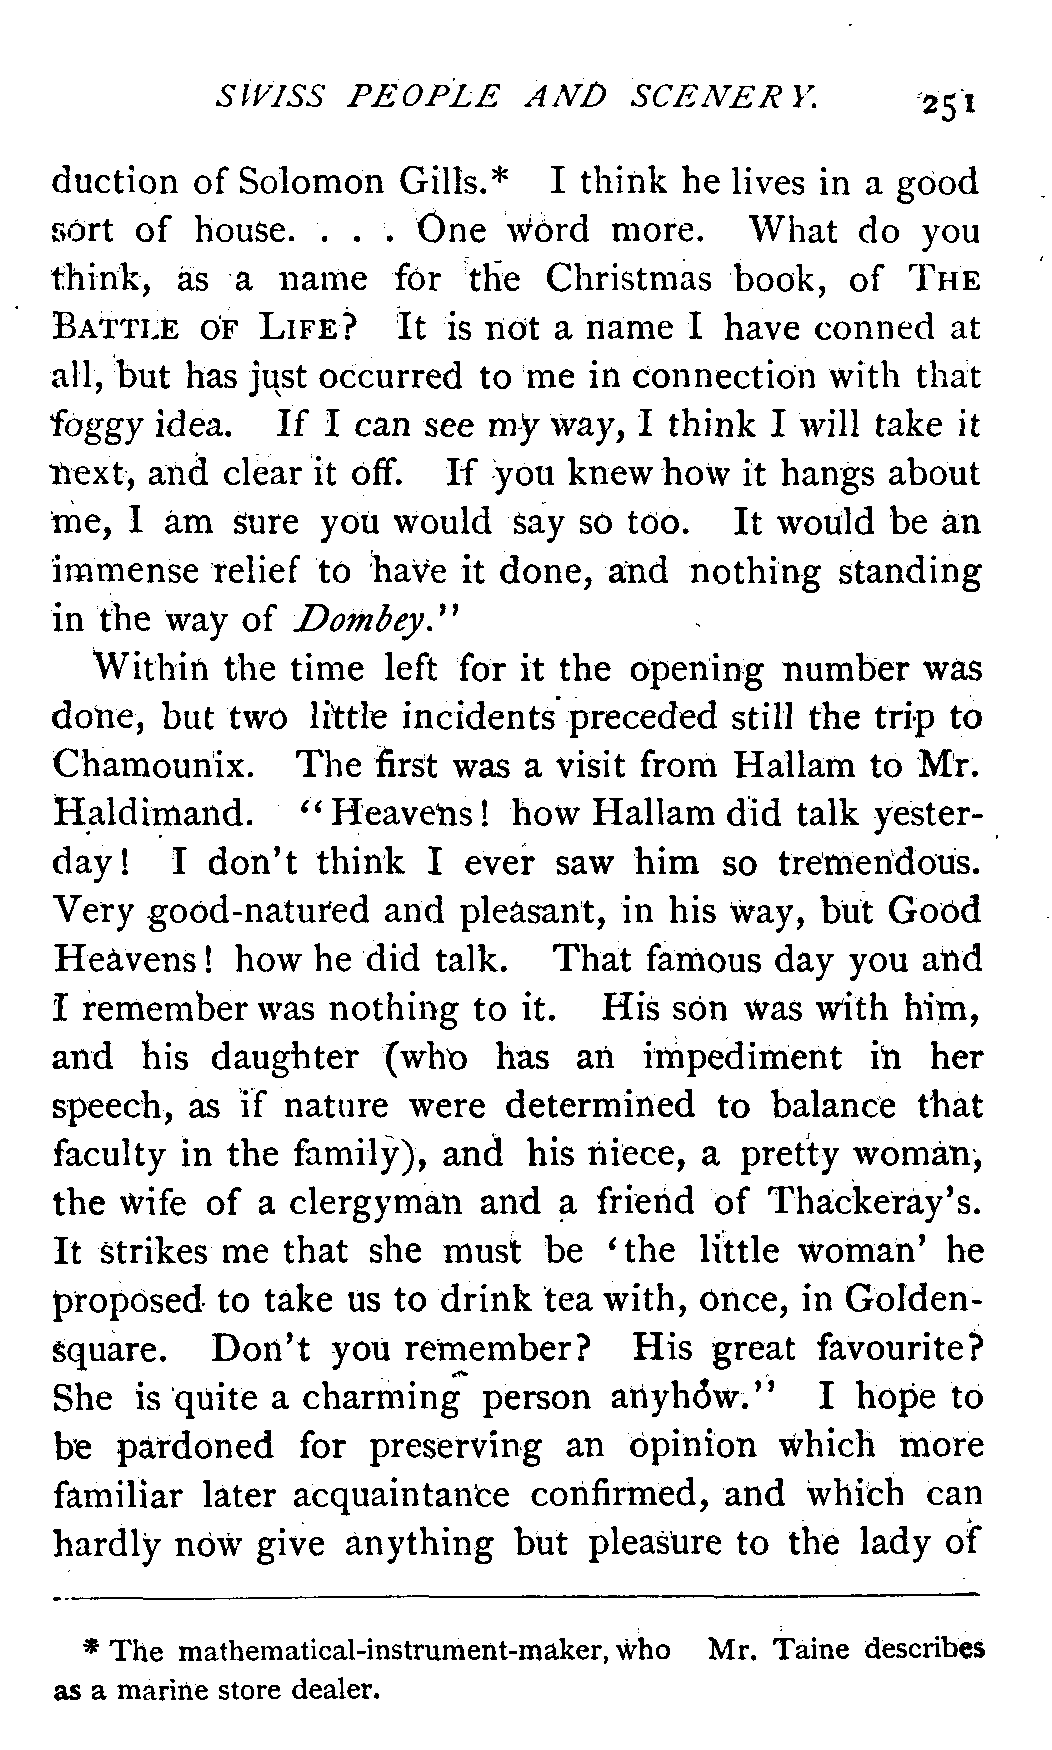 SWISS PEOPLE AND SCENERY. 251
duction of Solomon Gills.* I think he lives in a good
sort of house. . . . One word more. What do you
think, as a name for the Christmas book, of THE
BATTLE OF LIFE? It is not a name I have conned at
all, but has just occurred to me in connection with that
foggy idea. If I can see my way, I think I will take it
next, and clear it off. If you knew how it hangs about
me, I am sure you would say so too. It would be an
immense relief to have it done, and nothing standing
in the way of Dombey."
Within the time left for it the opening number was
done, but two little incidents preceded still the trip to
Chamounix. The first was a visit from Hallam to Mr.
Haldimand. "Heavens! how Hallam did talk yester-
day! I don't think I ever saw him so tremendous.
Very good-natured and pleasant, in his way, but Good
Heavens! how he did talk. That famous day you and
I remember was nothing to it. His son was with him,
and his daughter (who has an impediment in her
speech, as if nature were determined to balance that
faculty in the family), and his niece, a pretty woman,
the wife of a clergyman and a friend of Thackeray's.
It strikes me that she must be 'the little woman' he
proposed to take us to drink tea with, once, in Golden-
square. Don't you remember? His great favourite?
She is quite a charming person anyhow." I hope to
be pardoned for preserving an opinion which more
familiar later acquaintance confirmed, and which can
hardly now give anything but pleasure to the lady of
* The mathematical-instrument-maker, who Mr. Taine describes
as a marine store dealer.